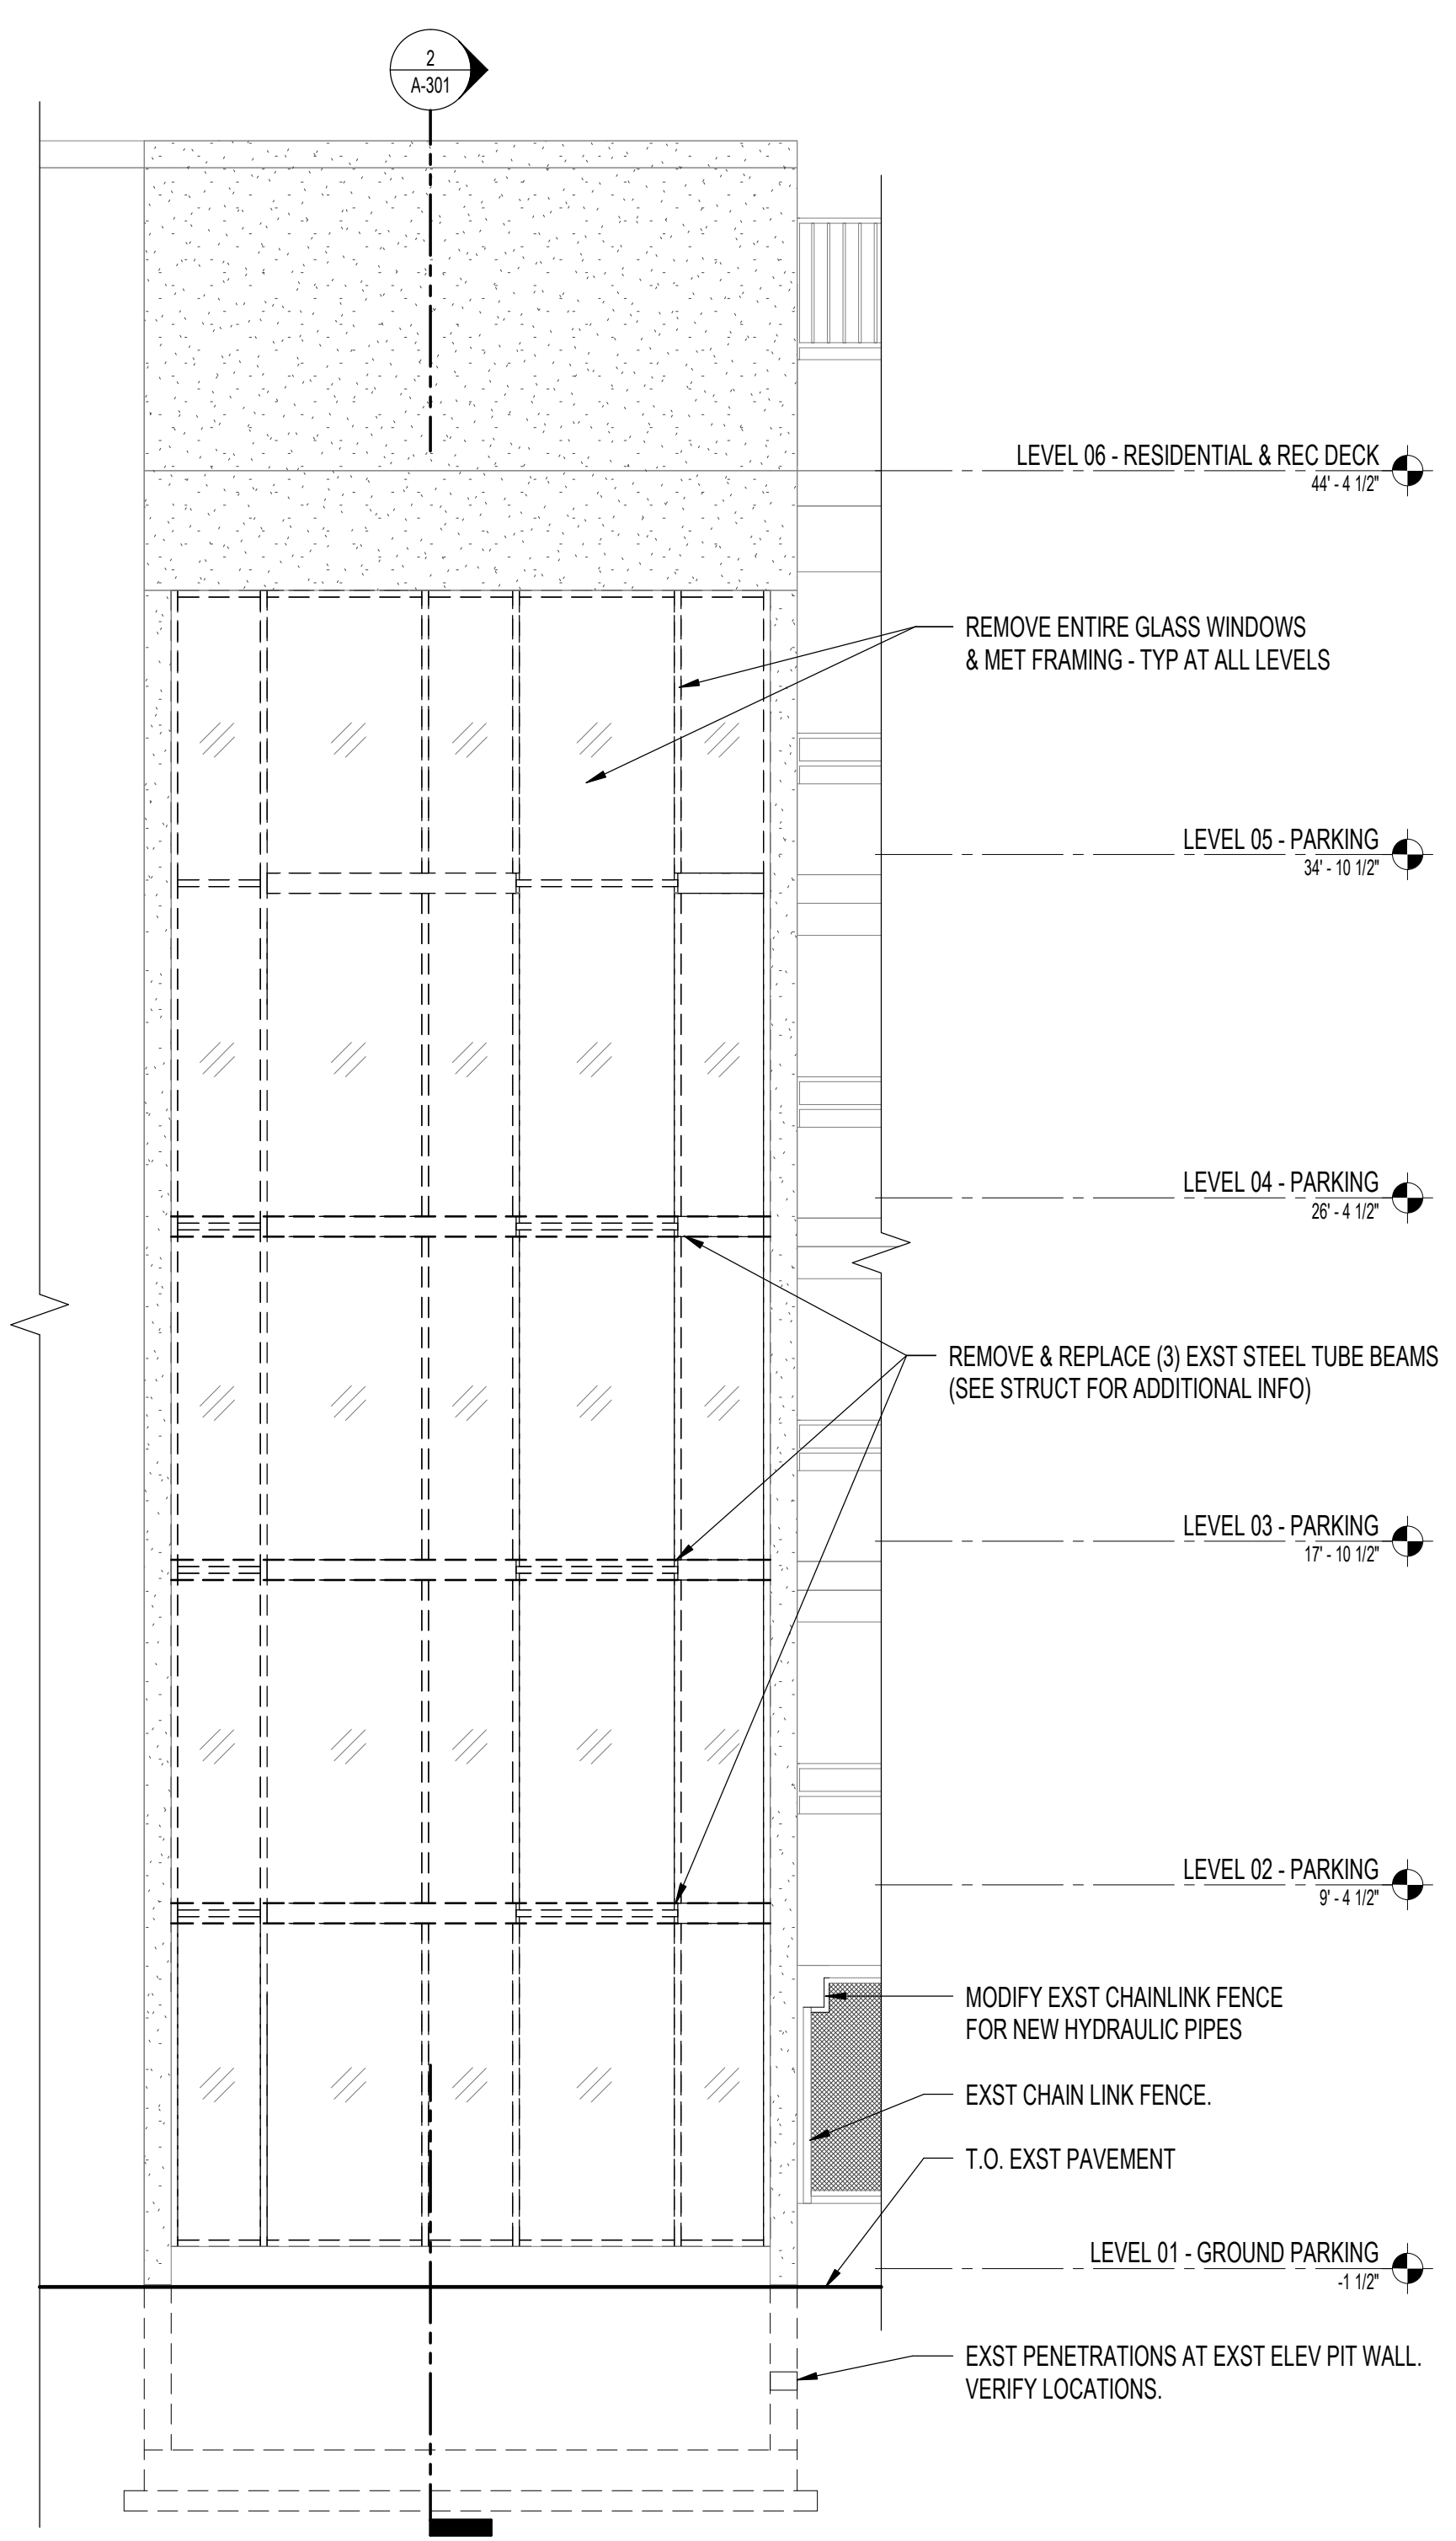 2
A-301
LEVEL 06 - RESIDENTIAL & REC DECK
44' - 4 1/2"
REMOVE ENTIRE GLASS WINDOWS
& MET FRAMING - TYP AT ALL LEVELS
LEVEL 05 - PARKING
34' - 10 1/2"
LEVEL 04 - PARKING
26' - 4 1/2"
REMOVE & REPLACE (3) EXST STEEL TUBE BEAMS
(SEE STRUCT FOR ADDITIONAL INFO)
LEVEL 03 - PARKING
17' - 10 1/2"
LEVEL 02 - PARKING
9' - 4 1/2"
MODIFY EXST CHAINLINK FENCE
FOR NEW HYDRAULIC PIPES
EXST CHAIN LINK FENCE.
T.O. EXST PAVEMENT
LEVEL 01 - GROUND PARKING
-1 1/2"
EXST PENETRATIONS AT EXST ELEV PIT WALL.
VERIFY LOCATIONS.